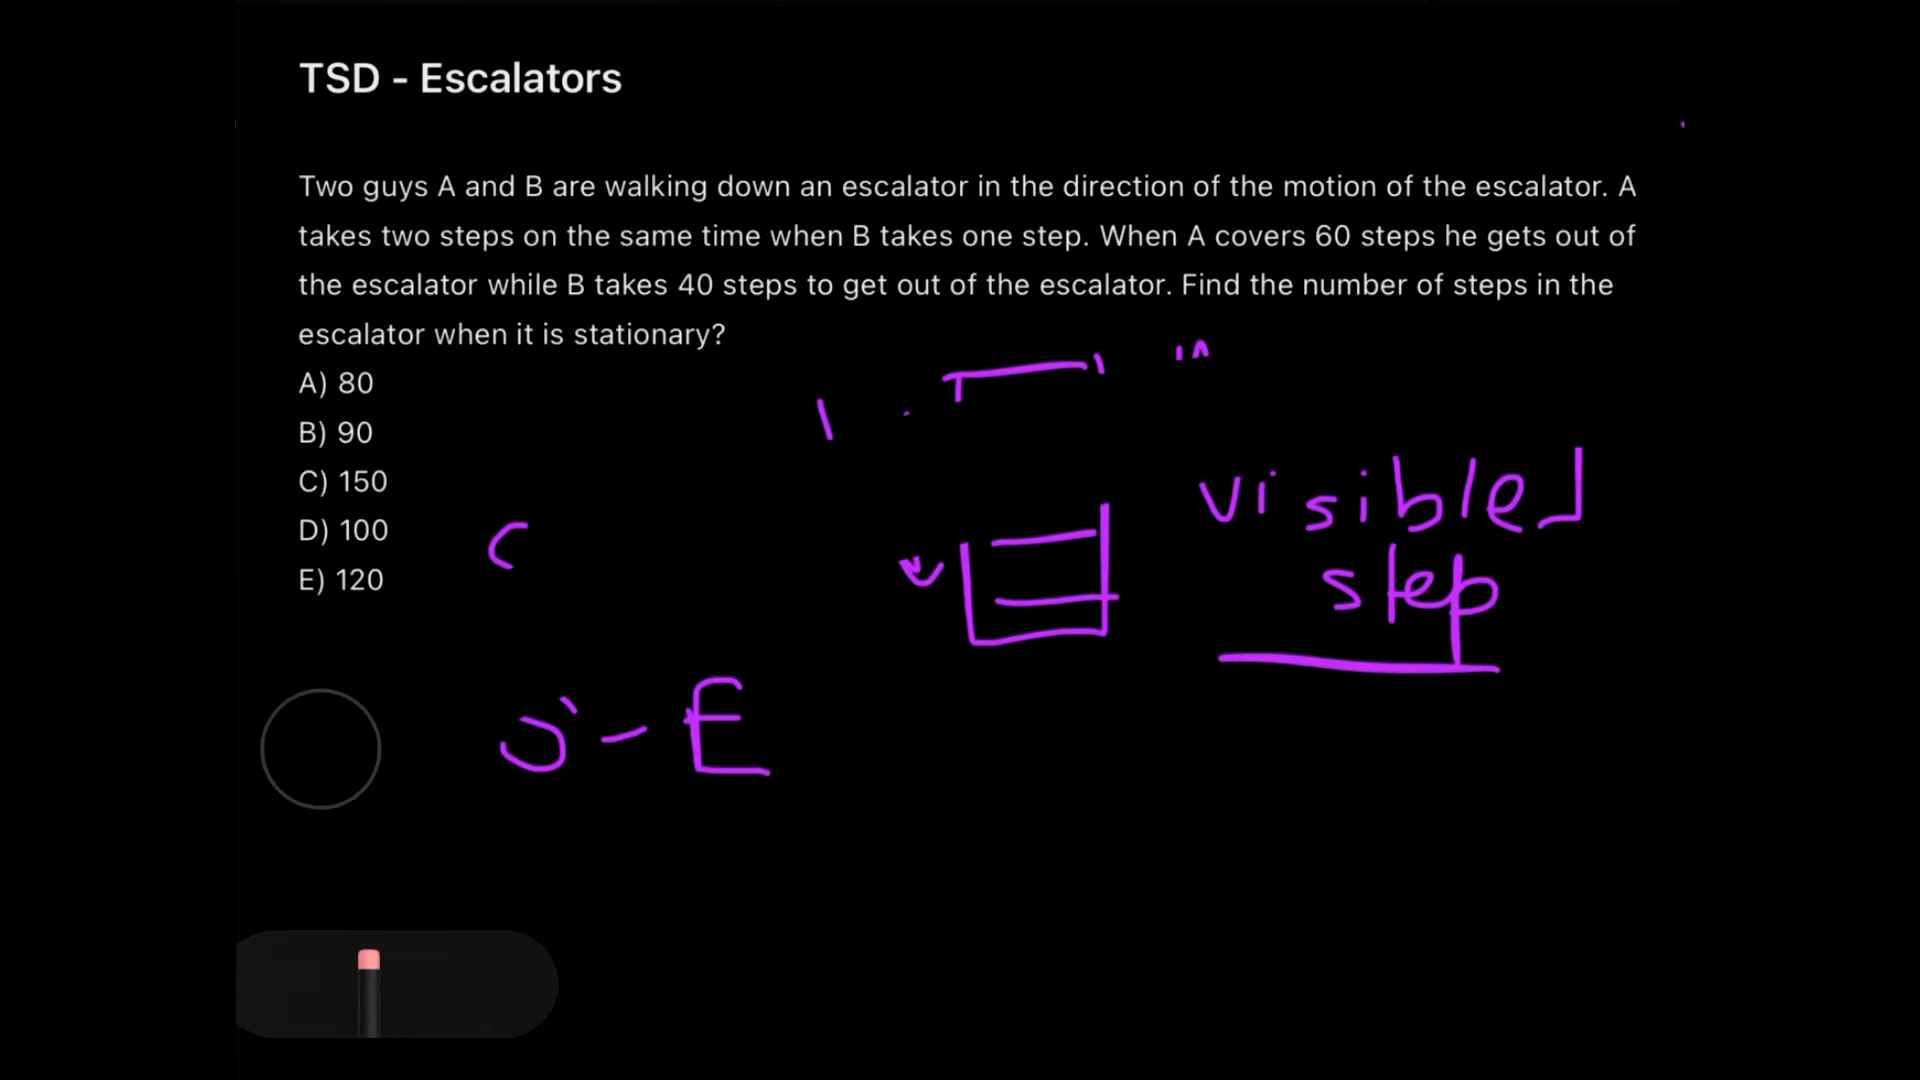 TSD - Escalators
Two guys A and B are walking down an escalator in the direction of the motion of the escalator. A
takes two steps on the same time when B takes one step. When A covers 60 steps he gets out of
the escalator while B takes 40 steps to get out of the escalator. Find the number of steps in the
escalator when it is stationary?
A) 80
B) 90
C) 150
D) 100
E) 120
visible
step
E